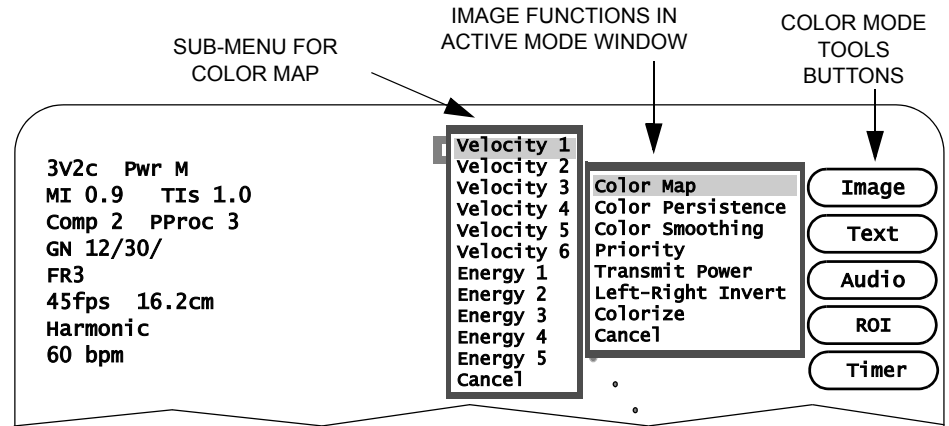 SUB-MENU FOR
COLOR MAP
IMAGE FUNCTIONS IN
ACTIVE MODE WINDOW
COLOR MODE
TOOLS
BUTTONS
3V2c Pwr M
MI 0.9 TIs 1.0
Comp 2 PProc 3
GN 12/30/
FR3
45fps 16.2cm
Harmonic
60 bpm
Velocity 1
Velocity 2
Velocity 3
Velocity 4
Velocity 5
Velocity 6
Energy 1
Energy 2
Energy 3
Energy 4
Energy 5
Cancel
Color Map
Color Persistence
Color Smoothing
Priority
Transmit Power
Left-Right Invert
Colorize
Cancel
Image
Text
Audio
ROI
Timer